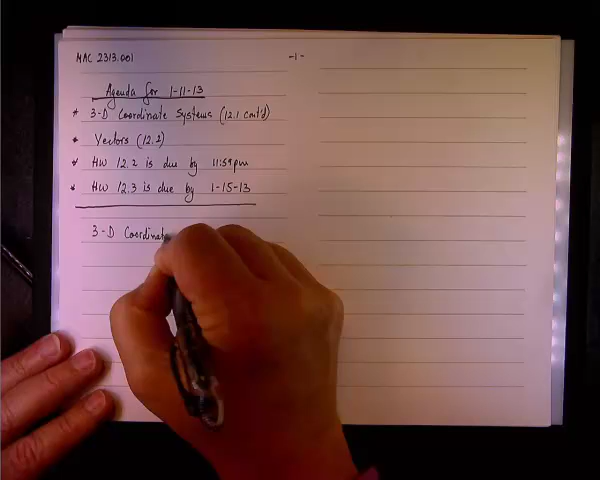 MAC 2313.001
-1-
Agenda for 1-11-13
* 3-D Coordinate Systems (12.1 cont'd)
* Vectors (12.2)
* HW 12.2 is due by 11:59pm
* HW 12.3 is due by 1-15-13
3-D Coordinate